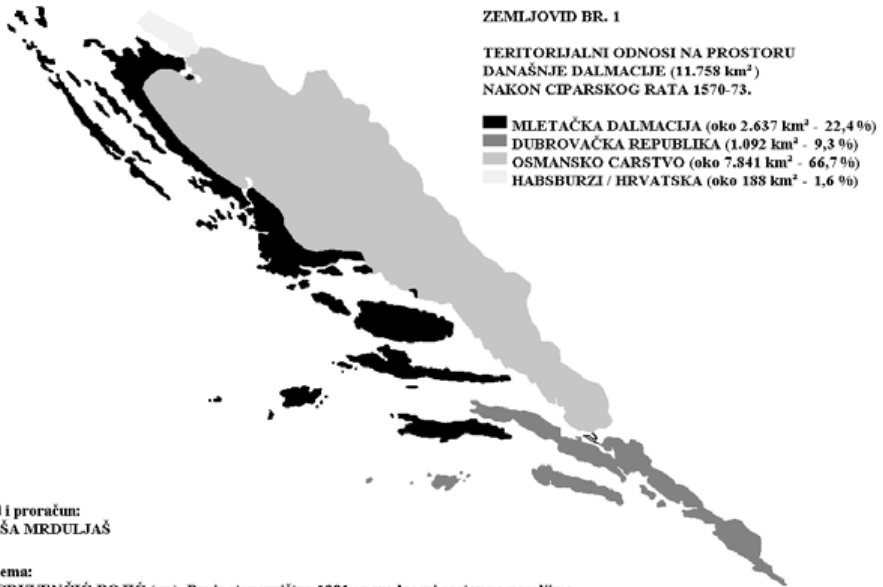 ZEMLJOVID BR. 1
TERITORIJALNI ODNOSI NA PROSTORU
DANAŠNJE DALMACIJE (11.758 km²)
NAKON CIPARSKOG RATA 1570-73.
MLETAČKA DALMACIJA (oko 2.637 km² - 22,4 %)
DUBROVAČKA REPUBLIKA (1.092 km² - 9,3 %)
OSMANSKO CARSTVO (oko 7.841 km² - 66,7 %)
HABSBURZI / HRVATSKA (oko 188 km² - 1,6 %)
i proračun:
ŠA MRDULJAŠ
ema: